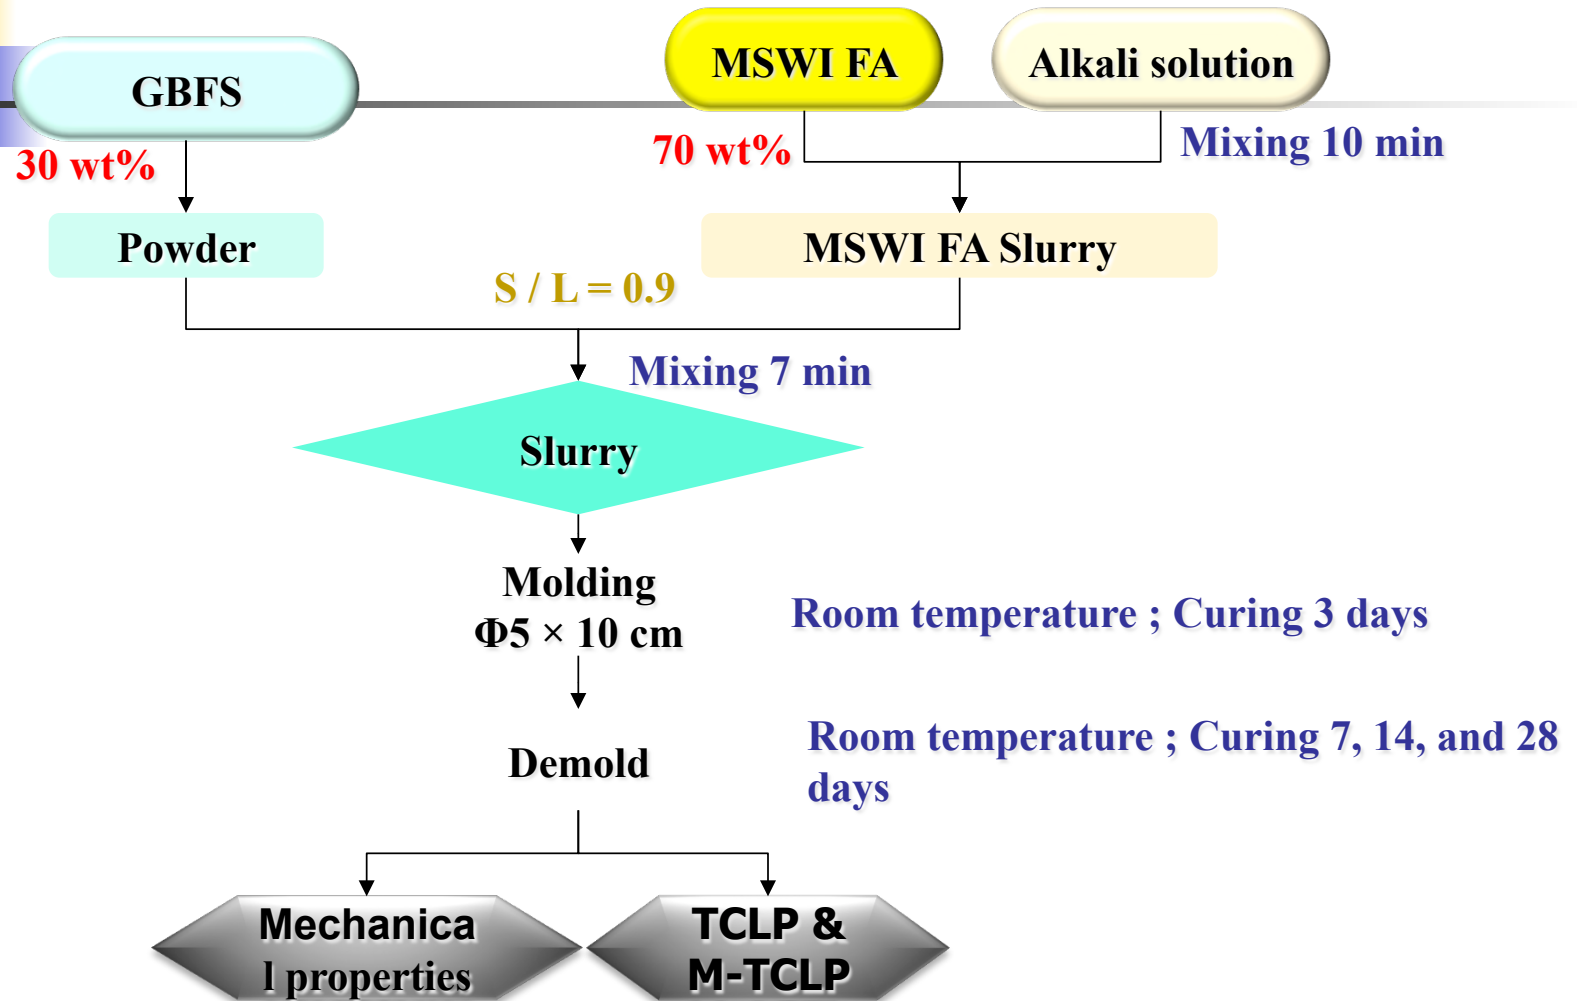 GBFS
MSWI FA
Alkali solution
30 wt%
70 wt%
Mixing 10 min
Powder
MSWI FA Slurry
S / L = 0.9
Mixing 7 min
Slurry
Molding
Φ5 × 10 cm
Room temperature ; Curing 3 days
Demold
Room temperature ; Curing 7, 14, and 28
days
Mechanica
l properties
TCLP &
M-TCLP